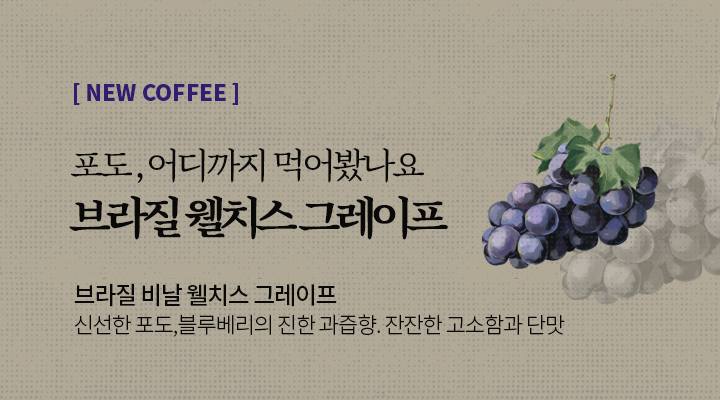 [ NEW COFFEE ]
포도, 어디까지 먹어봤나요
브라질 웰치스 그레이프
브라질 비날 웰치스 그레이프
신선한 포도,블루베리의 진한 과즙향. 잔잔한 고소함과 단맛